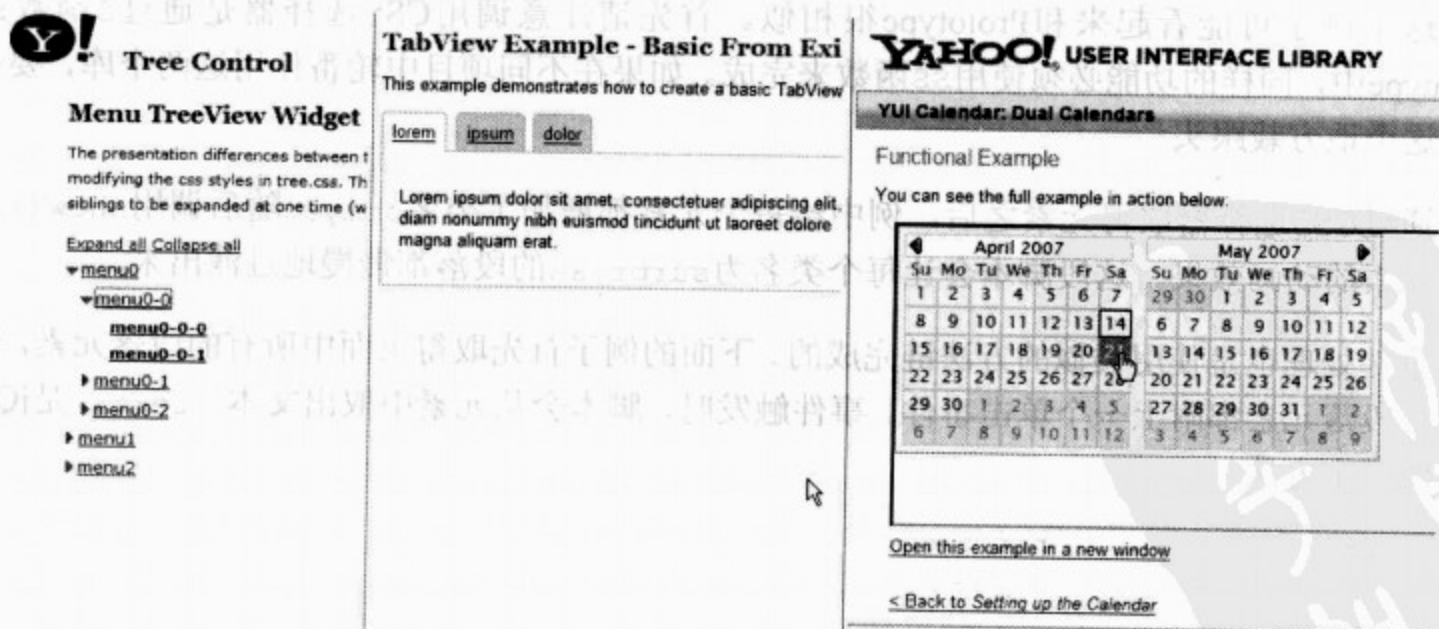 Y!
Tree Control
Menu TreeView Widget
The presentation differences between t
modifying the css styles in tree.css. Th
siblings to be expanded at one time (w
Expand all Collapse all
menu0
menu0-0
menu0-0-0
menu0-0-1
menu0-1
menu0-2
menu1
menu2
TabView Example - Basic From Exi
This example demonstrates how to create a basic TabView
lorem ipsum dolor
Lorem ipsum dolor sit amet, consectetuer adipiscing elit,
diam nonummy nibh euismod tincidunt ut laoreet dolore
magna aliquam erat.
YAHOO! USER INTERFACE LIBRARY
YUI Calendar: Dual Calendars
Functional Example
You can see the full example in action below.
April 2007
Su Mo Tu We Th Fr Sa
1 2 3 4 5 6 7
8 9 10 11 12 13 14
15 16 17 18 19 20
22 23 24 25 26 27 28
29 30 1 2 3 4 5
6 7 8 9 10 11 12
May 2007
Su Mo Tu We Th Fr Sa
29 30 1 2 3 4 5
6 7 8 9 10 11 12
13 14 15 16 17 18 19
20 21 22 23 24 25 26
27 28 29 30 31 1 2
3 4 5 6 7 8 9
Open this example in a new window
< Back to Setting up the Calendar